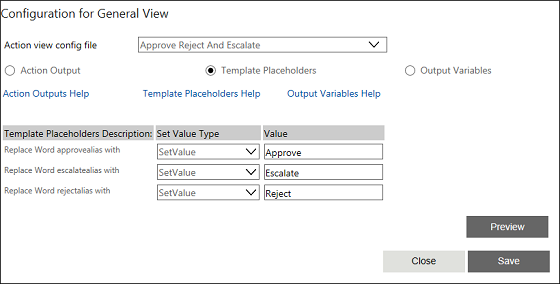 Configuration for General View
Action view config file Approve Reject And Escalate
Action Output Template Placeholders Output Variables
Action Outputs Help Template Placeholders Help Output Variables Help
Template Placeholders Description: Set Value Type Value
Replace Word approvealias with SetValue Approve
Replace Word escalatealias with SetValue Escalate
Replace Word rejectalias with SetValue Reject
Preview
Close Save